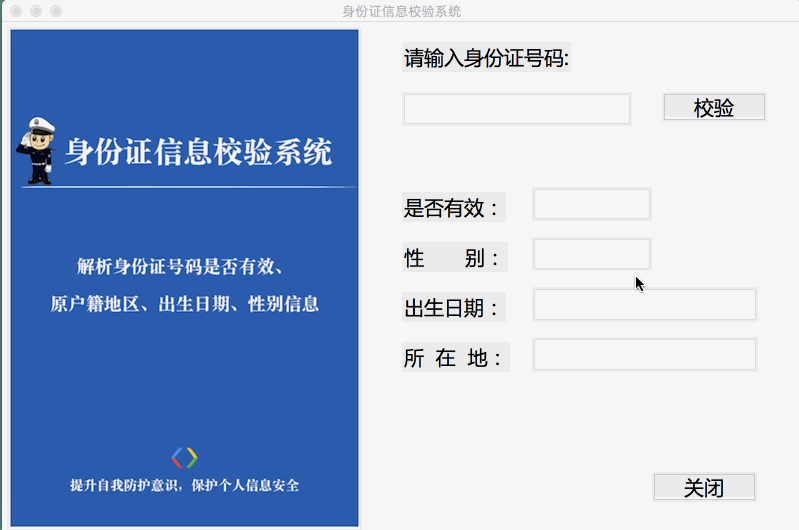 身份证信息校验系统
请输入身份证号码:
校验
身份证信息校验系统
是否有效：
解析身份证号码是否有效、
性 别：
原户籍地区、出生日期、性别信息
出生日期：
所 在 地：
提升自我防护意识，保护个人信息安全
关闭